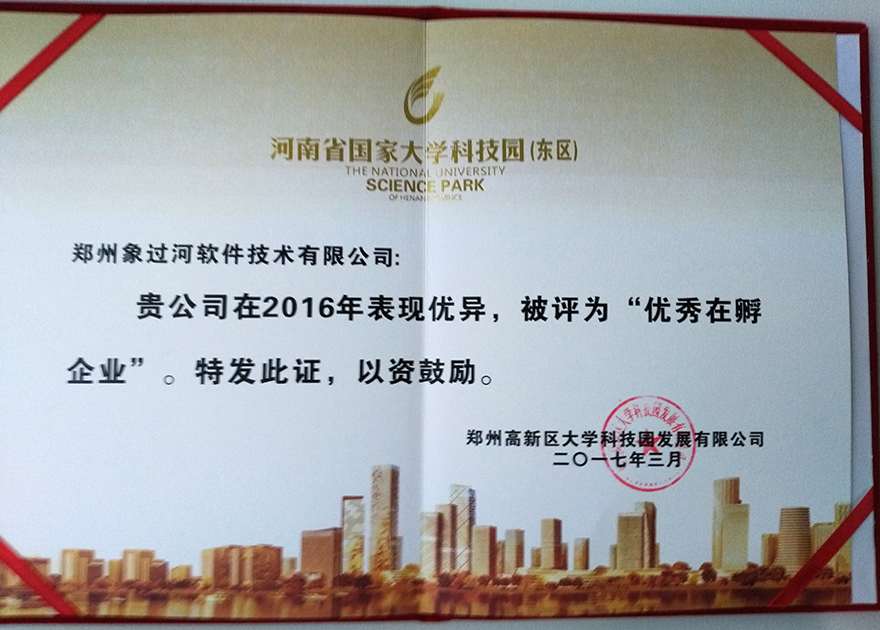 河南省国家大学科技园(东区)
THE NATIONAL UNIVERSITY
SCIENCE PARK
OF HENAN PROVINCE
郑州象过河软件技术有限公司:
贵公司在2016年表现优异，被评为“优秀在孵
企业”。特发此证，以资鼓励。
郑州高新区大学科技园发展有限公司
二〇一七年三月